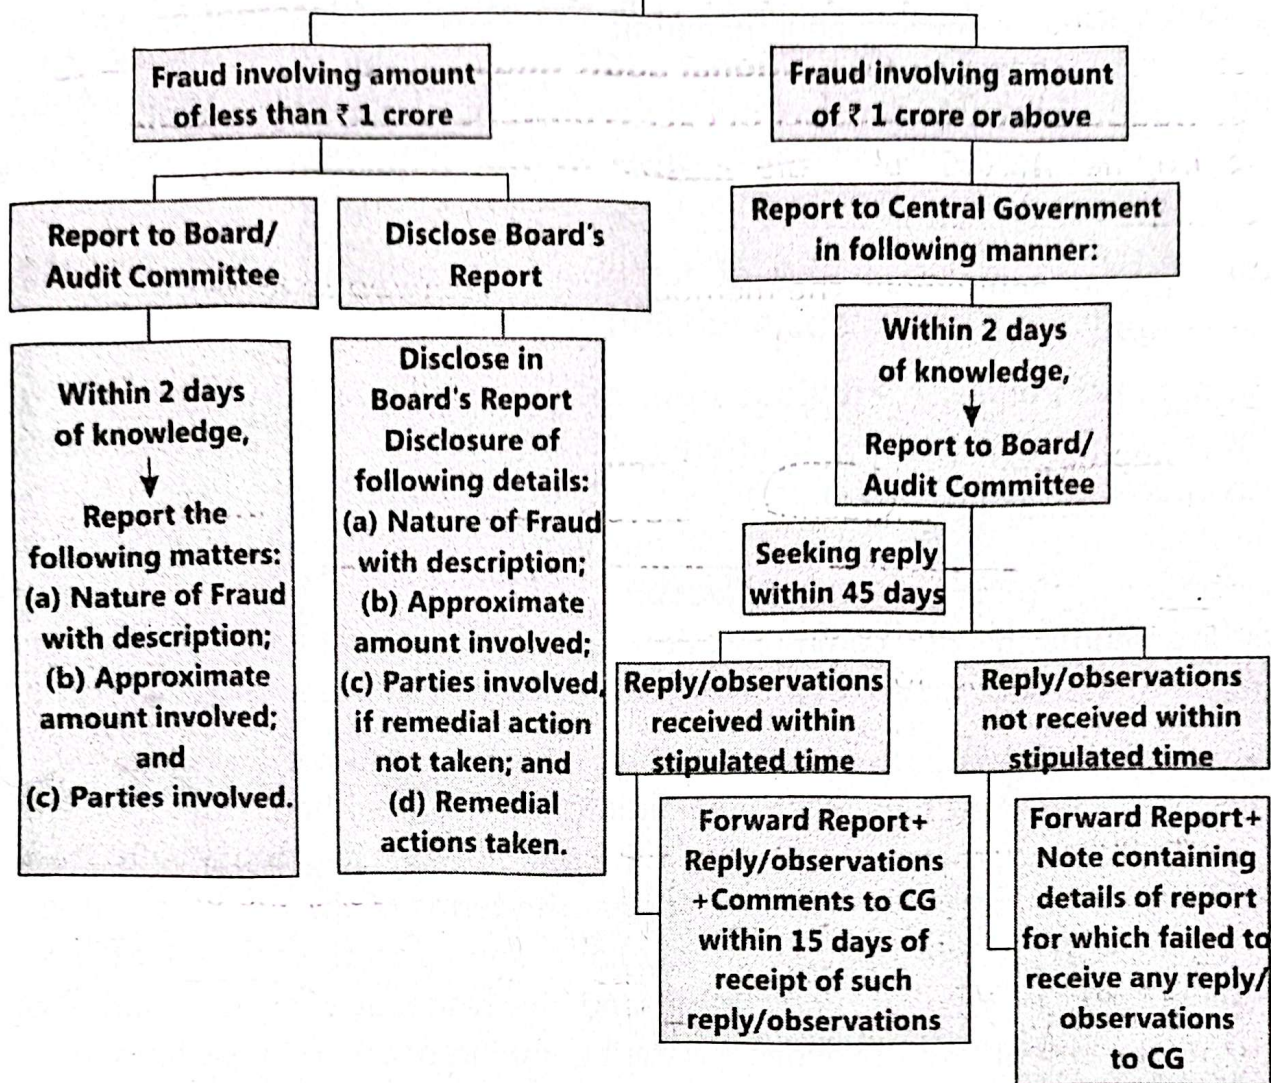 Fraud involving amount
of less than ₹ 1 crore
Fraud involving amount
of ₹ 1 crore or above
Report to Board/
Audit Committee
Disclose Board's
Report
Report to Central Government
in following manner:
Within 2 days
of knowledge,
Report the
following matters:
(a) Nature of Fraud
with description;
(b) Approximate
amount involved;
and
(c) Parties involved.
Disclose in
Board's Report
Disclosure of
following details:
(a) Nature of Fraud
with description;
(b) Approximate
amount involved;
(c) Parties involved,
if remedial action
not taken; and
(d) Remedial
actions taken.
Within 2 days
of knowledge,
Report to Board/
Audit Committee
Seeking reply
within 45 days
Reply/observations
received within
stipulated time
Forward Report+
Reply/observations
+Comments to CG
within 15 days of
receipt of such
reply/observations
Reply/observations
not received within
stipulated time
Forward Report+
Note containing
details of report
for which failed to
receive any reply/
observations
to CG